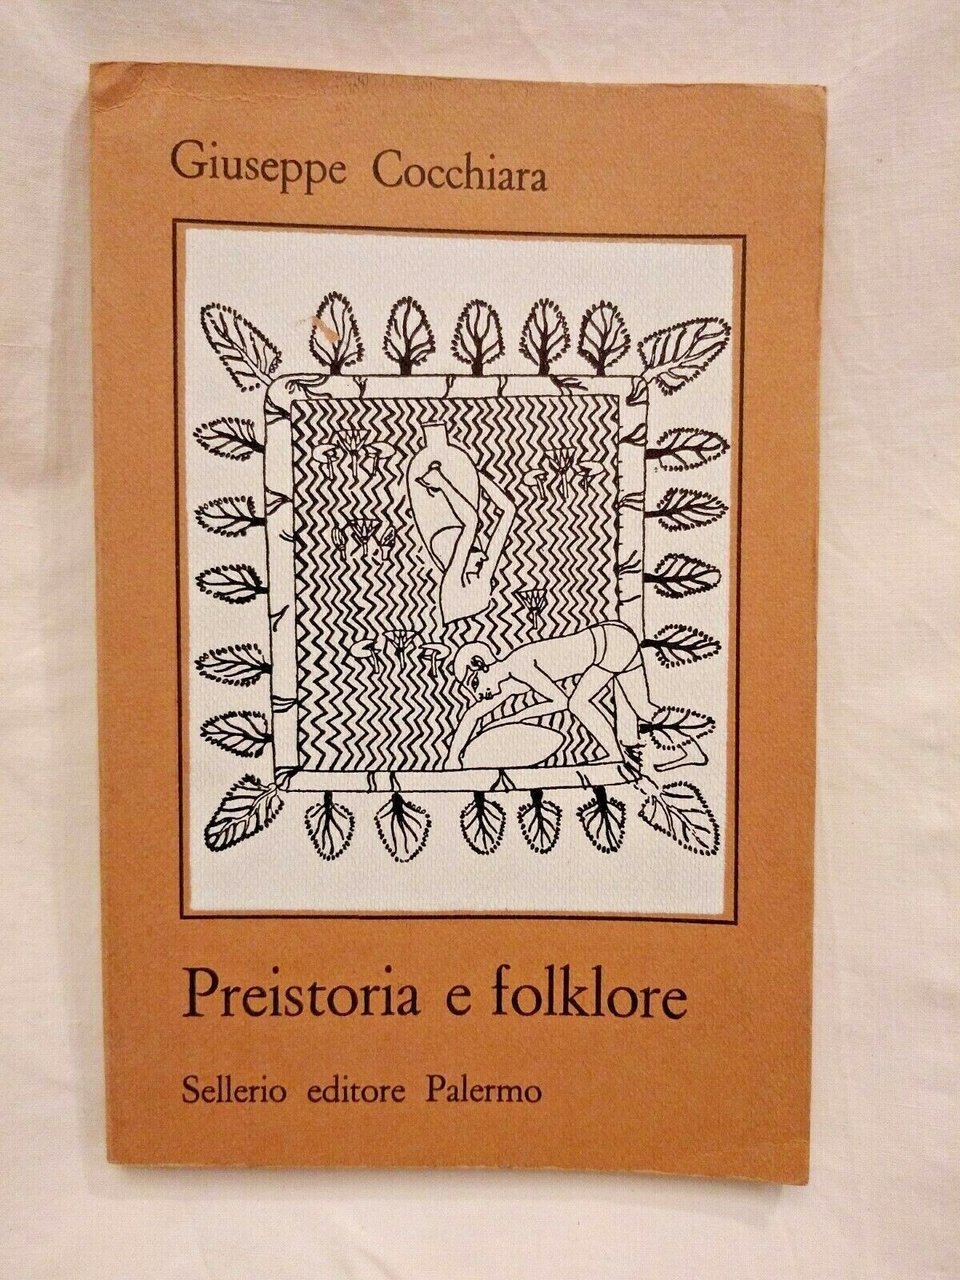 Giuseppe Cocchiara
Preistoria e folklore
Sellerio editore Palermo